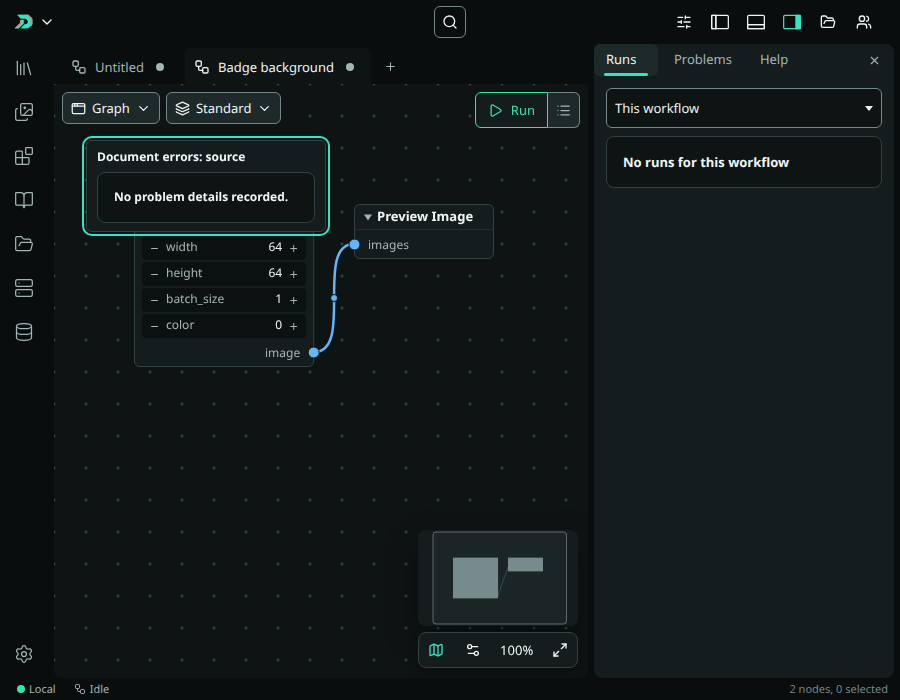 Untitled
Badge background
Runs
Problems
Help
Graph
Standard
Run
This workflow
No runs for this workflow
Document errors: source
No problem details recorded.
width 64
height 64
batch_size 1
color 0
image
Preview Image
images
100%
Local
Idle
2 nodes, 0 selected